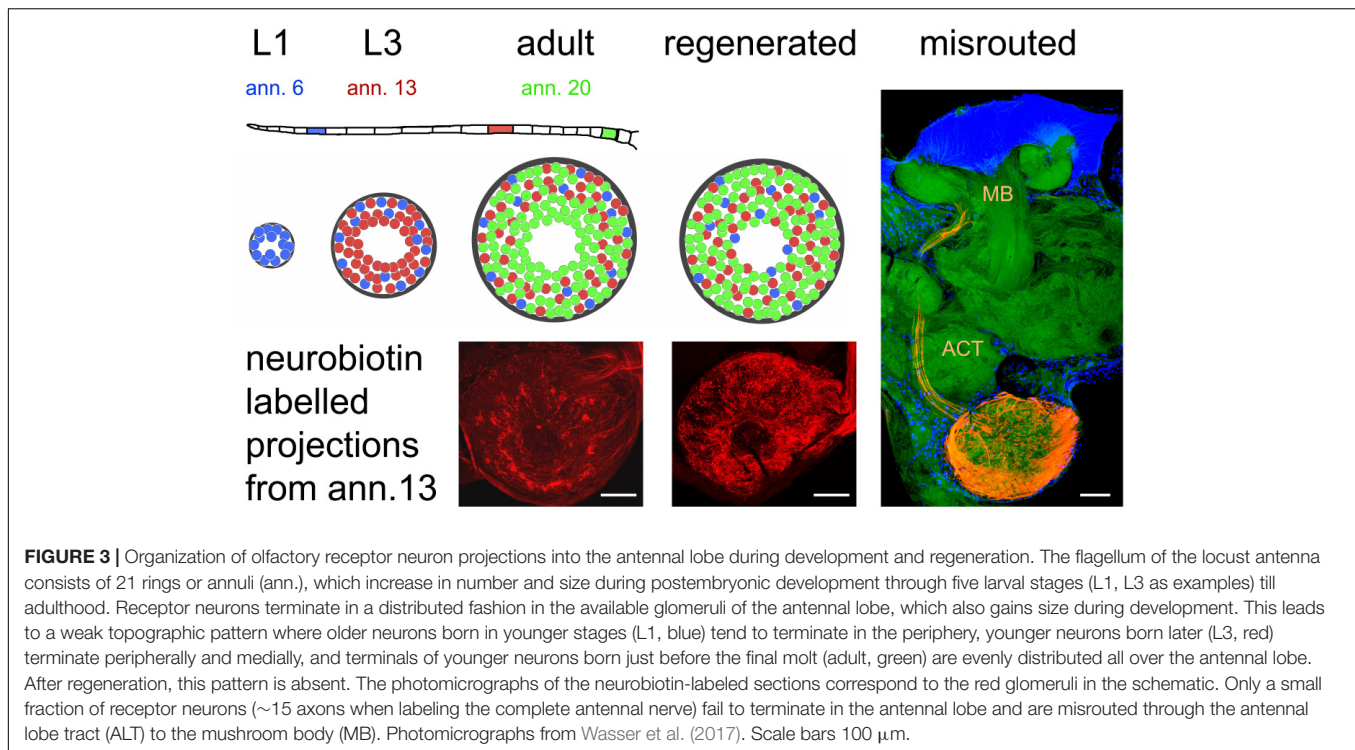 L1 L3 adult regenerated misrouted
ann. 6 ann. 13 ann. 20
MB
ACT
neurobiotin
labelled
projections
from ann.13
FIGURE 3 | Organization of olfactory receptor neuron projections into the antennal lobe during development and regeneration. The flagellum of the locust antenna
consists of 21 rings or annuli (ann.), which increase in number and size during postembryonic development through five larval stages (L1, L3 as examples) till
adulthood. Receptor neurons terminate in a distributed fashion in the available glomeruli of the antennal lobe, which also gains size during development. This leads
to a weak topographic pattern where older neurons born in younger stages (L1, blue) tend to terminate in the periphery, younger neurons born later (L3, red)
terminate peripherally and medially, and terminals of younger neurons born just before the final molt (adult, green) are evenly distributed all over the antennal lobe.
After regeneration, this pattern is absent. The photomicrographs of the neurobiotin-labeled sections correspond to the red glomeruli in the schematic. Only a small
fraction of receptor neurons (∼15 axons when labeling the complete antennal nerve) fail to terminate in the antennal lobe and are misrouted through the antennal
lobe tract (ALT) to the mushroom body (MB). Photomicrographs from Wasser et al. (2017). Scale bars 100 μm.